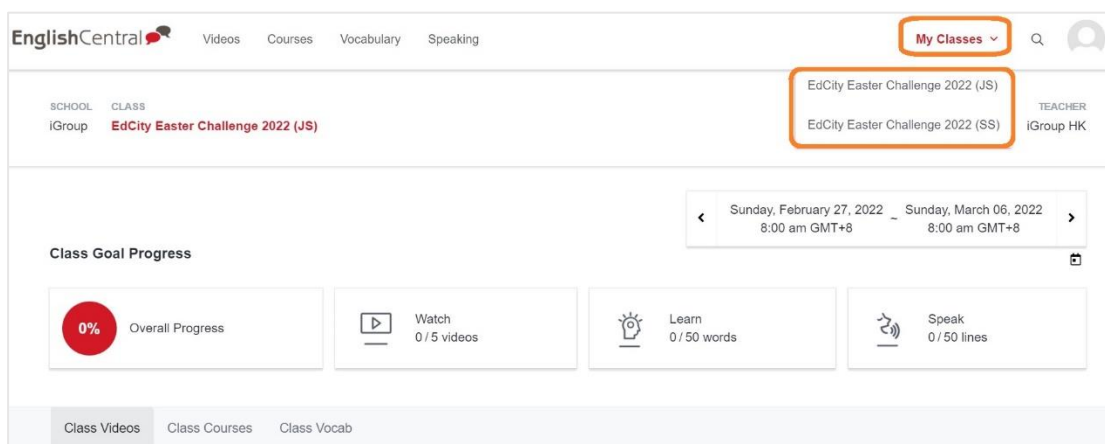 EnglishCentral Videos Courses Vocabulary Speaking My Classes
EdCity Easter Challenge 2022 (JS)
EdCity Easter Challenge 2022 (SS)
SCHOOL CLASS TEACHER
iGroup EdCity Easter Challenge 2022 (JS) iGroup HK
Sunday, February 27, 2022 ~ Sunday, March 06, 2022
8:00 am GMT+8 8:00 am GMT+8
Class Goal Progress
0% Overall Progress
Watch
0 / 5 videos
Learn
0 / 50 words
Speak
0 / 50 lines
Class Videos Class Courses Class Vocab